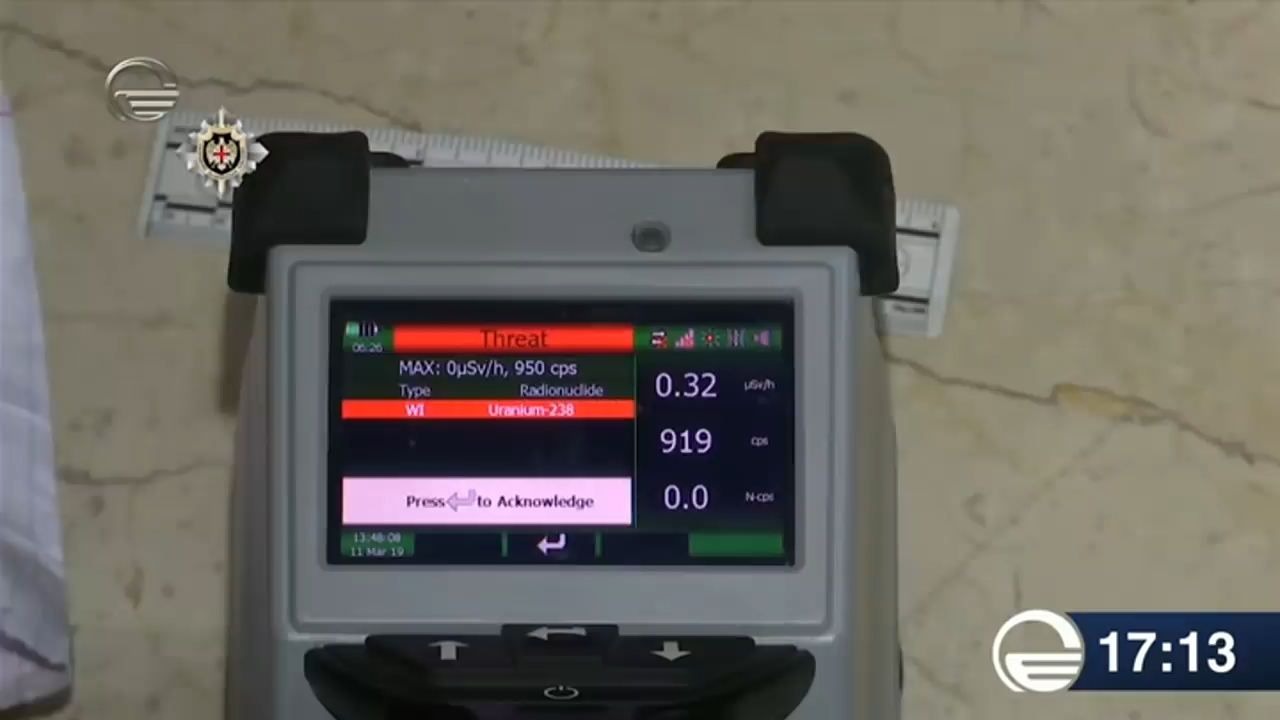 06:26
Threat
MAX: 0µSv/h, 950 cps
Type Radionuclide
WI Uranium-238
0.32 µSv/h
919 cps
0.0 N-cps
Press to Acknowledge
13:48:08
11 Mar 19
17:13